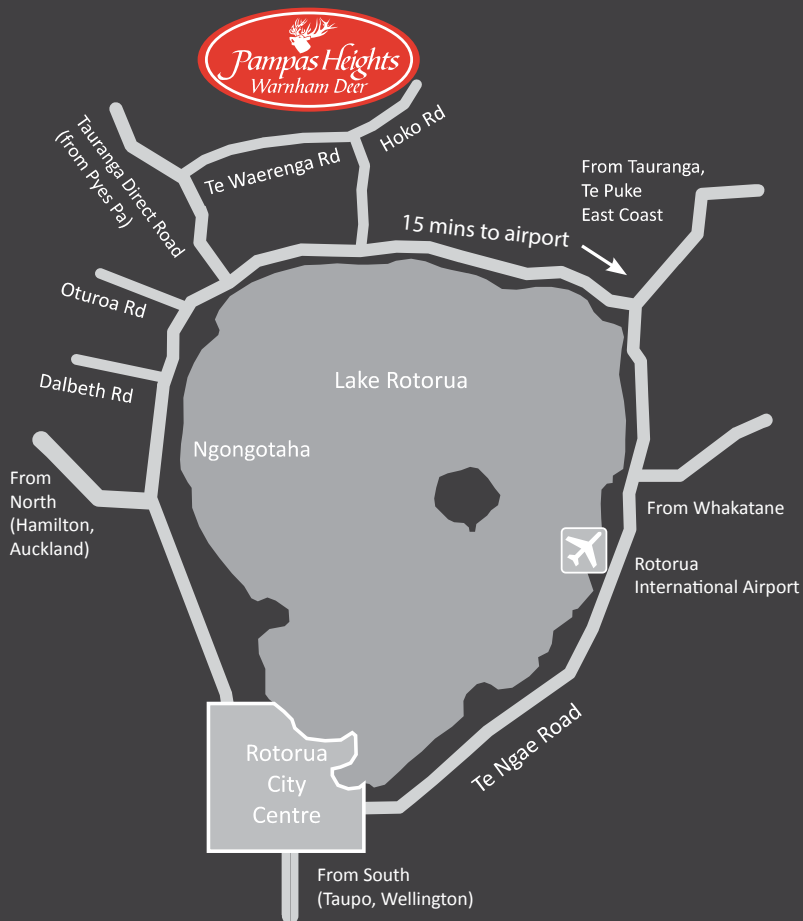 Pampas Heights
Warnham Deer
Hoko Rd
Te Waerenga Rd
Tauranga Direct Road
(from Pyes Pa)
From Tauranga,
Te Puke
East Coast
15 mins to airport
Oturoa Rd
Dalbeth Rd
Lake Rotorua
Ngongotaha
From
North
(Hamilton,
Auckland)
From Whakatane
Rotorua
International Airport
Te Ngae Road
Rotorua
City
Centre
From South
(Taupo, Wellington)